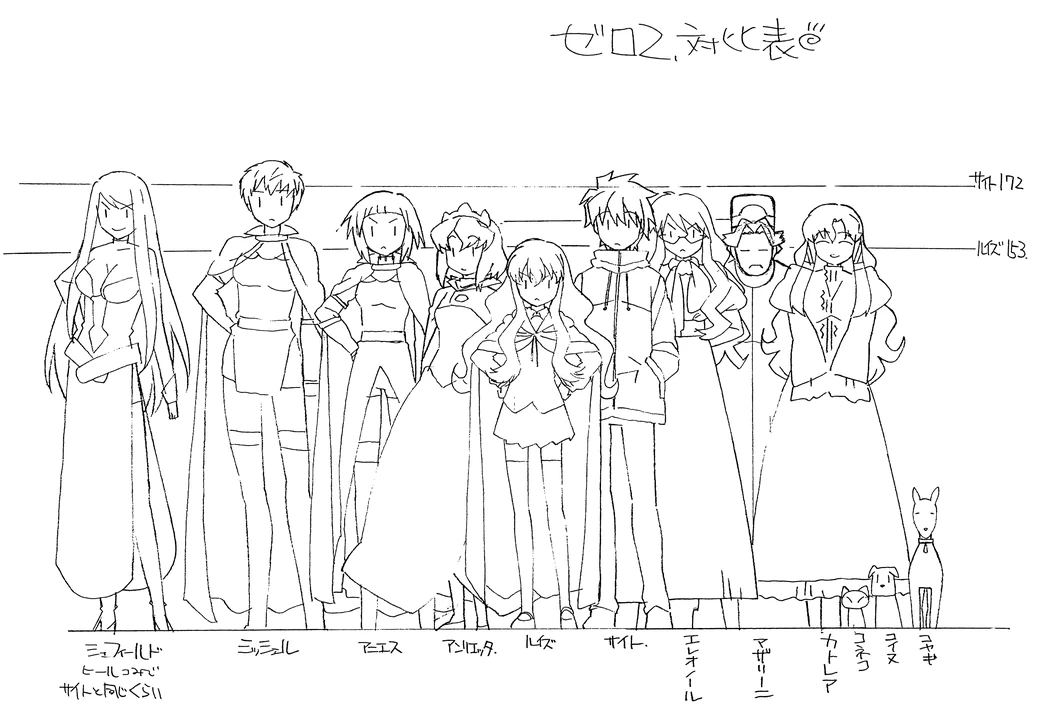 ゼロ2.対比表
サイト172
ルイズ153.
ミュフィールド
ヒールコミで
サイトと同じくらい
ミッシェル
アニエス
アンリエッタ.
ルイズ
サイト.
エレオノール
マザリーニ
カトレア
コネコ
コイヌ
コヤギ